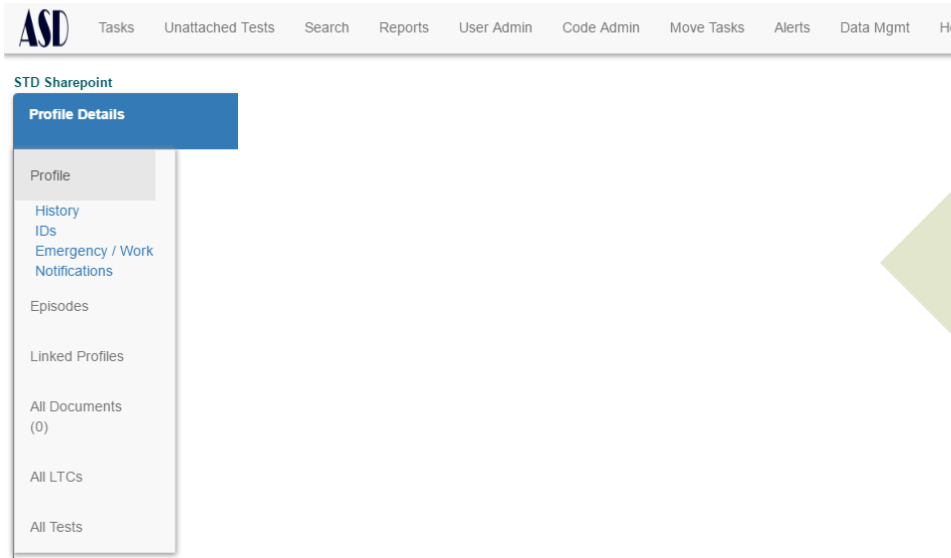 ASD Tasks Unattached Tests Search Reports User Admin Code Admin Move Tasks Alerts Data Mgmt
STD Sharepoint
Profile Details
Profile
History
IDs
Emergency / Work
Notifications
Episodes
Linked Profiles
All Documents
(0)
All LTCs
All Tests